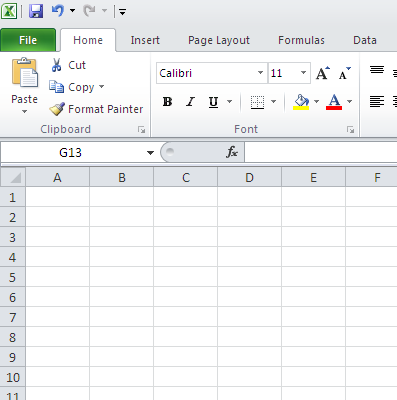 File Home Insert Page Layout Formulas Data
Paste
Cut
Copy
Format Painter
Clipboard
Calibri 11 A A
B I U A
Font
G13 fx
A B C D E F
1
2
3
4
5
6
7
8
9
10
11